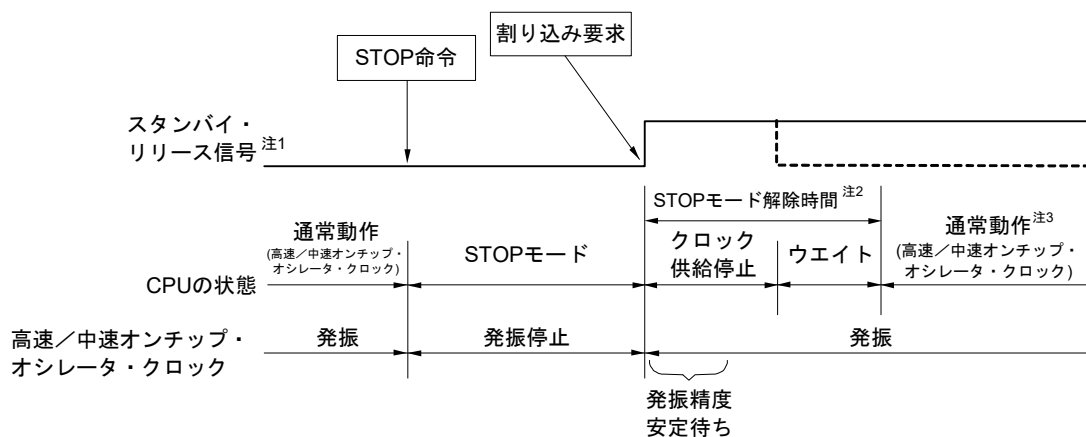 割り込み要求
STOP命令
スタンバイ・
リリース信号 注1
STOPモード解除時間 注2
通常動作
(高速／中速オンチップ・
オシレータ・クロック)
STOPモード
クロック
供給停止
ウエイト
通常動作注3
(高速／中速オンチップ・
オシレータ・クロック)
CPUの状態
高速／中速オンチップ・
オシレータ・クロック
発振
発振停止
発振
発振精度
安定待ち